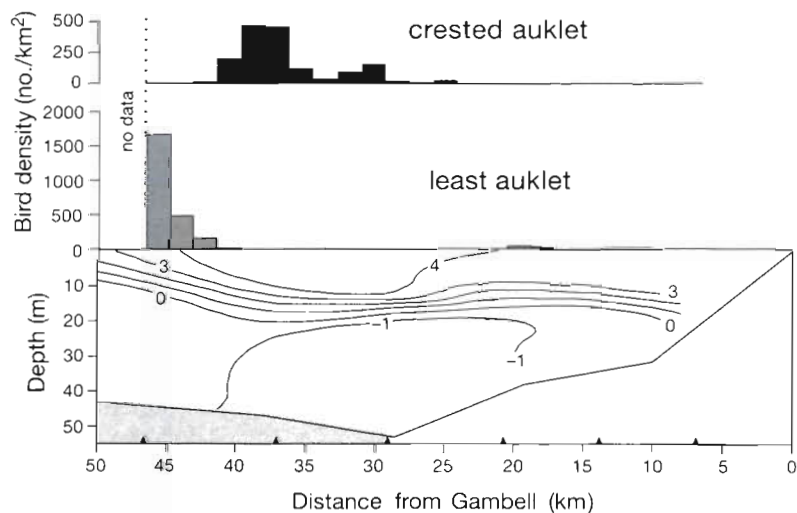 500
crested auklet
250
0
Bird density (no./km2)
no data
2000
1500
1000
least auklet
500
0
3
4
10
3
0
0
20
-1
Depth (m)
30
-1
40
50
50 45 40 35 30 25 20 15 10 5 0
Distance from Gambell (km)